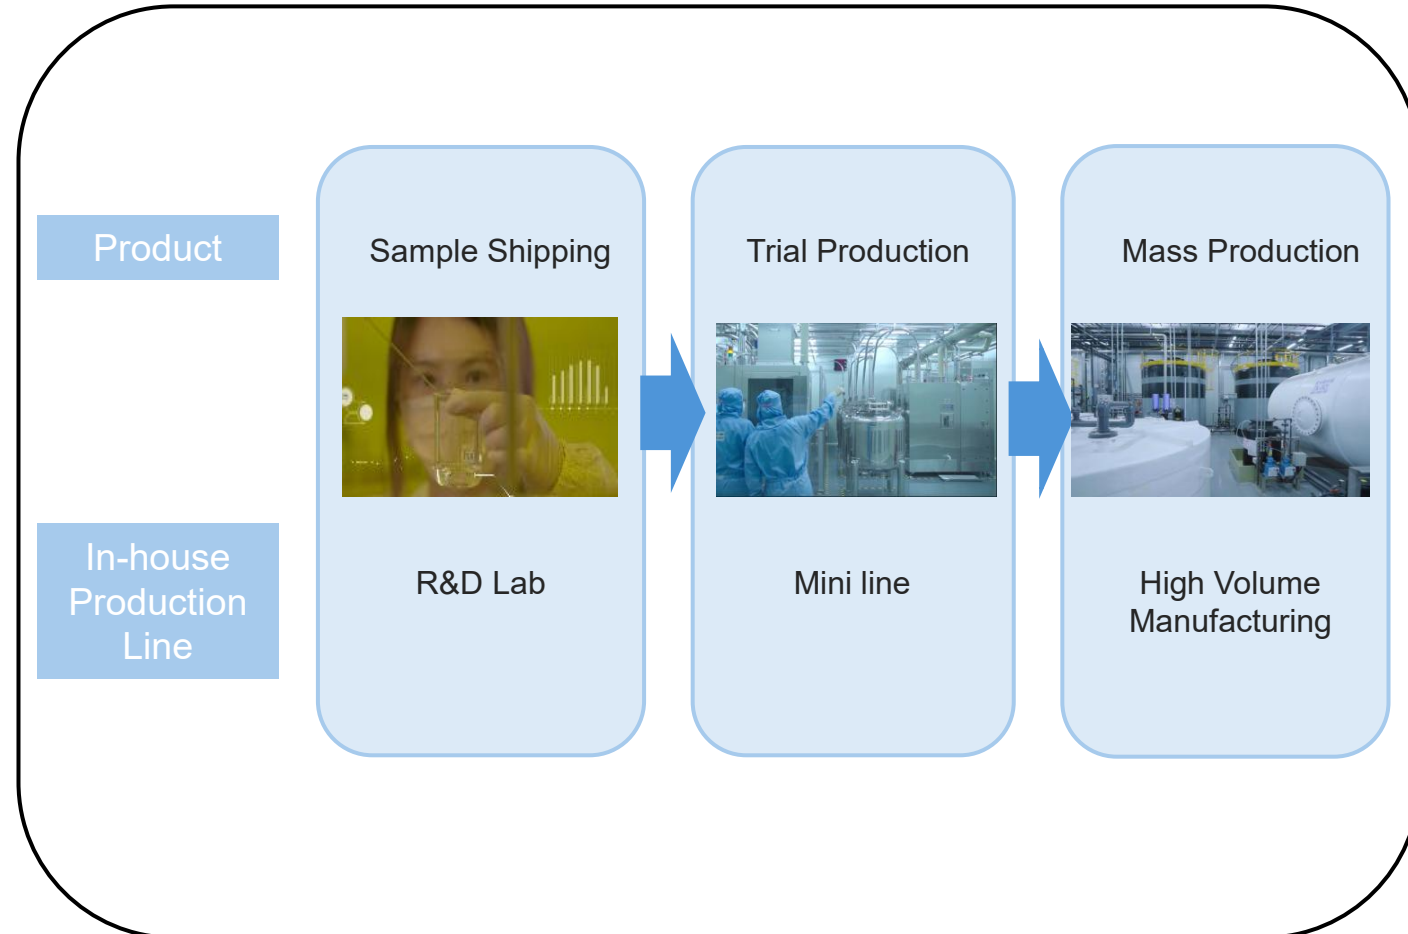 Product
Sample Shipping
Trial Production
Mass Production
In-house
Production
Line
R&D Lab
Mini line
High Volume
Manufacturing